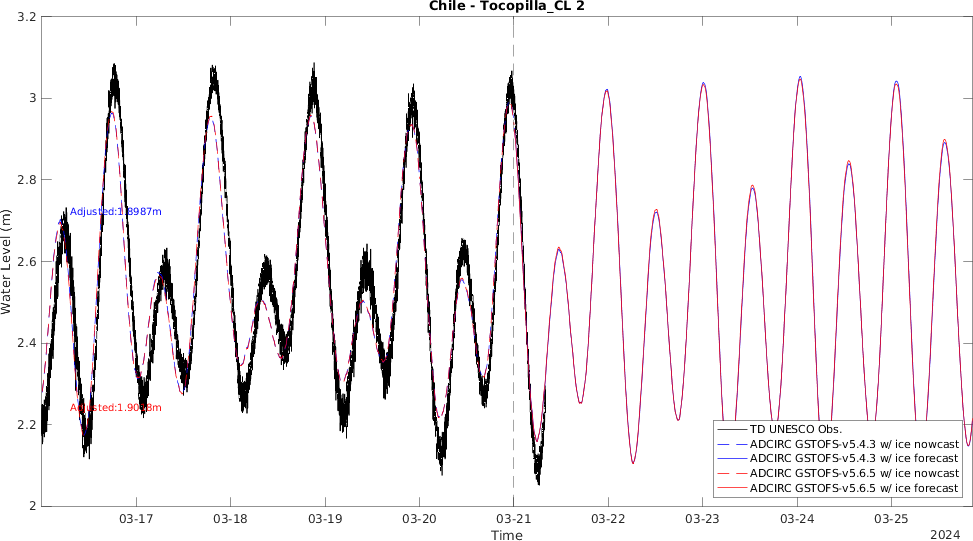 Chile - Tocopilla_CL 2
3.2
3
2.8
2.6
2.4
2.2
2
Water Level (m)
Adjusted:1.8987m
03-17
03-18
03-19
03-20
03-21
03-22
03-23
03-24
03-25
Time
2024
TD UNESCO Obs.
ADCIRC GSTOFS-v5.4.3 w/ ice nowcast
ADCIRC GSTOFS-v5.4.3 w/ ice forecast
ADCIRC GSTOFS-v5.6.5 w/ ice nowcast
ADCIRC GSTOFS-v5.6.5 w/ ice forecast